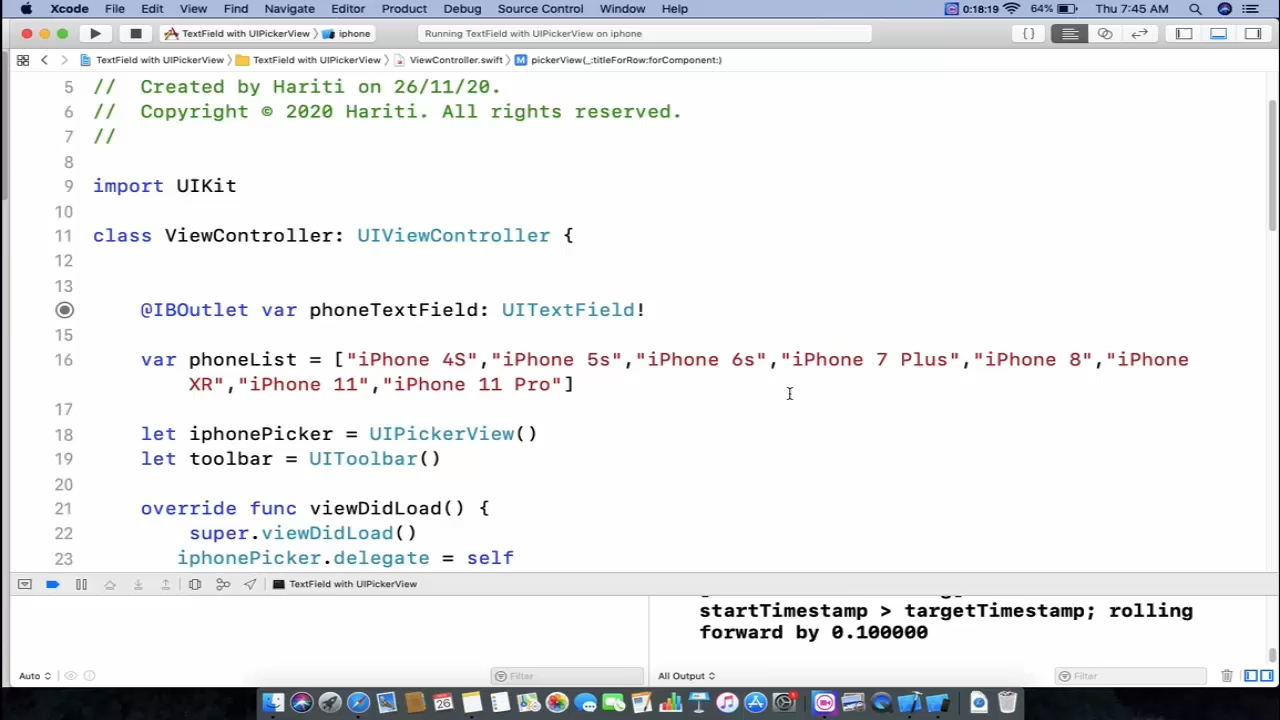 Xcode File Edit View Find Navigate Editor Product Debug Source Control Window Help 0:18:19 64% Thu 7:45 AM
TextField with UIPickerView iphone Running TextField with UIPickerView on iphone
TextField with UIPickerView TextField with UIPickerView ViewController.swift M pickerView(_:titleForRow:forComponent:)
5 // Created by Hariti on 26/11/20.
6 // Copyright © 2020 Hariti. All rights reserved.
7 //
8
9 import UIKit
10
11 class ViewController: UIViewController {
12
13
@IBOutlet var phoneTextField: UITextField!
15
16 var phoneList = ["iPhone 4S","iPhone 5s","iPhone 6s","iPhone 7 Plus","iPhone 8","iPhone
XR","iPhone 11","iPhone 11 Pro"]
17
18 let iphonePicker = UIPickerView()
19 let toolbar = UIToolbar()
20
21 override func viewDidLoad() {
22 super.viewDidLoad()
23 iphonePicker.delegate = self
TextField with UIPickerView
startTimestamp > targetTimestamp; rolling
forward by 0.100000
Auto Filter All Output Filter
26